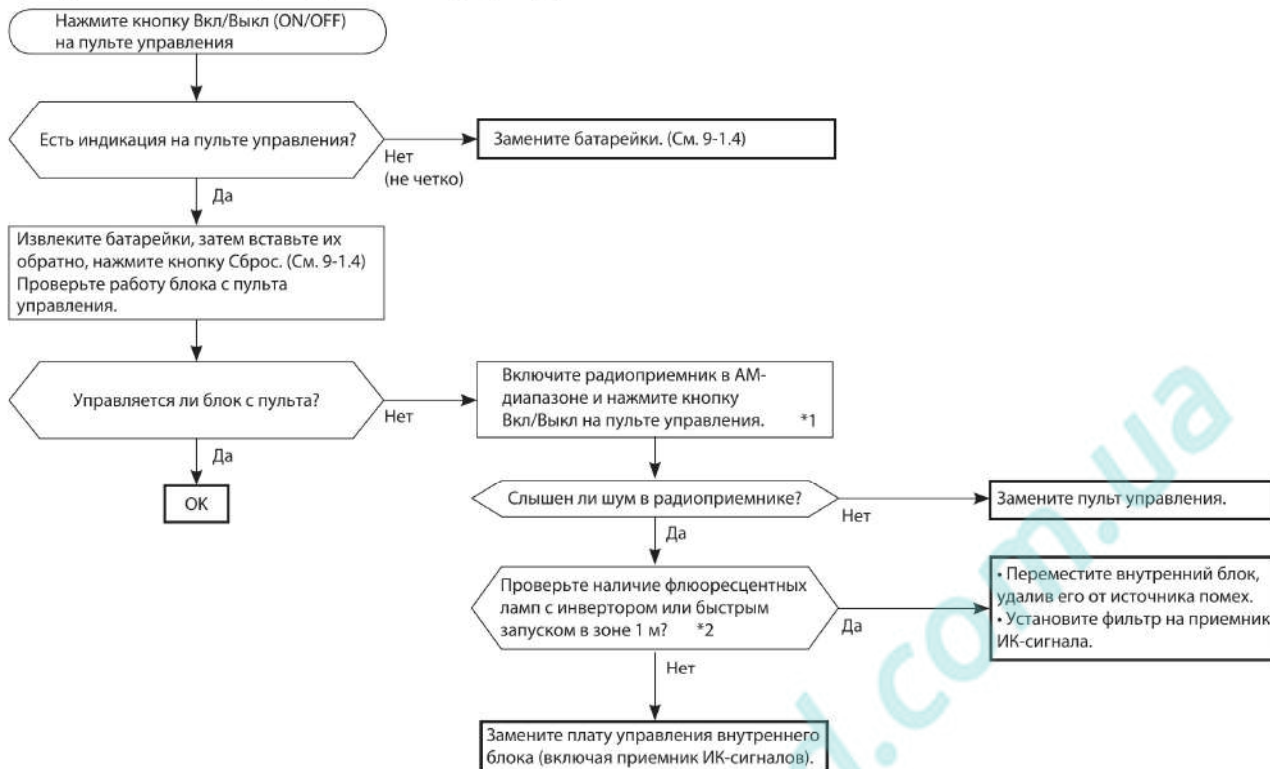 Нажмите кнопку Вкл/Выкл (ON/OFF)
на пульте управления
Есть индикация на пульте управления?
Нет
(не четко)
Замените батарейки. (См. 9-1.4)
Да
Извлеките батарейки, затем вставьте их
обратно, нажмите кнопку Сброс. (См. 9-1.4)
Проверьте работу блока с пульта
управления.
Управляется ли блок с пульта?
Нет
Включите радиоприемник в АМ-
диапазоне и нажмите кнопку
Вкл/Выкл на пульте управления. *1
Да
OK
Слышен ли шум в радиоприемнике?
Нет
Замените пульт управления.
Да
Проверьте наличие флюоресцентных
ламп с инвертором или быстрым
запуском в зоне 1 м? *2
Да
• Переместите внутренний блок,
удалив его от источника помех.
• Установите фильтр на приемник
ИК-сигнала.
Нет
Замените плату управления внутреннего
блока (включая приемник ИК-сигналов).
d.com.ua